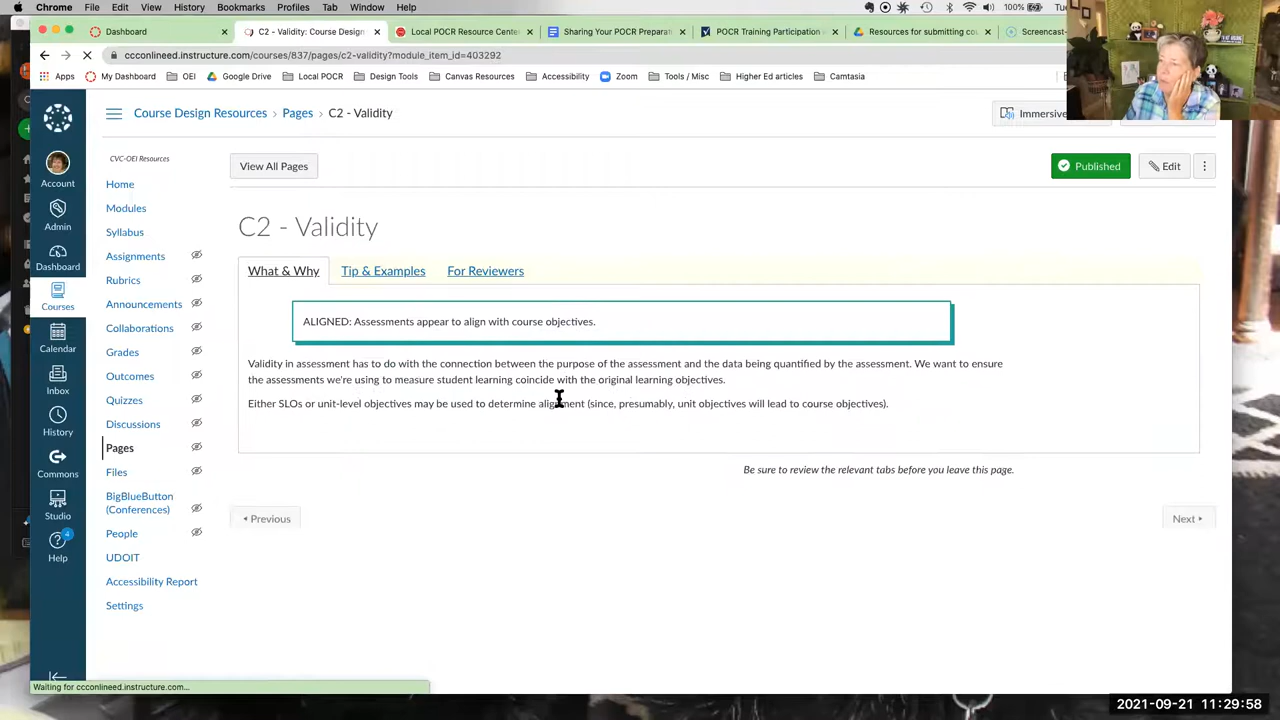 Chrome File Edit View History Bookmarks Profiles Tab Window Help 100%
Dashboard
C2 - Validity: Course Design
Local POCR Resource Center
Sharing Your POCR Preparat
POCR Training Participation
Resources for submitting cou
Screencast-
ccconlineed.instructure.com/courses/837/pages/c2-validity?module_item_id=403292
Apps My Dashboard OEI Google Drive Local POCR Design Tools Canvas Resources Accessibility Zoom Tools / Misc Higher Ed articles Camtasia
Course Design Resources › Pages › C2 - Validity
Immersive
CVC-OEI Resources
View All Pages
Published
Edit
Account
Admin
Dashboard
Courses
Calendar
Inbox
History
Commons
Studio
4
Help
Home
Modules
Syllabus
Assignments
Rubrics
Announcements
Collaborations
Grades
Outcomes
Quizzes
Discussions
Pages
Files
BigBlueButton
(Conferences)
People
UDOIT
Accessibility Report
Settings
C2 - Validity
What & Why Tip & Examples For Reviewers
ALIGNED: Assessments appear to align with course objectives.
Validity in assessment has to do with the connection between the purpose of the assessment and the data being quantified by the assessment. We want to ensure
the assessments we're using to measure student learning coincide with the original learning objectives.
Either SLOs or unit-level objectives may be used to determine alignment (since, presumably, unit objectives will lead to course objectives).
Be sure to review the relevant tabs before you leave this page.
Previous
Next
Waiting for ccconlineed.instructure.com...
2021-09-21 11:29:58